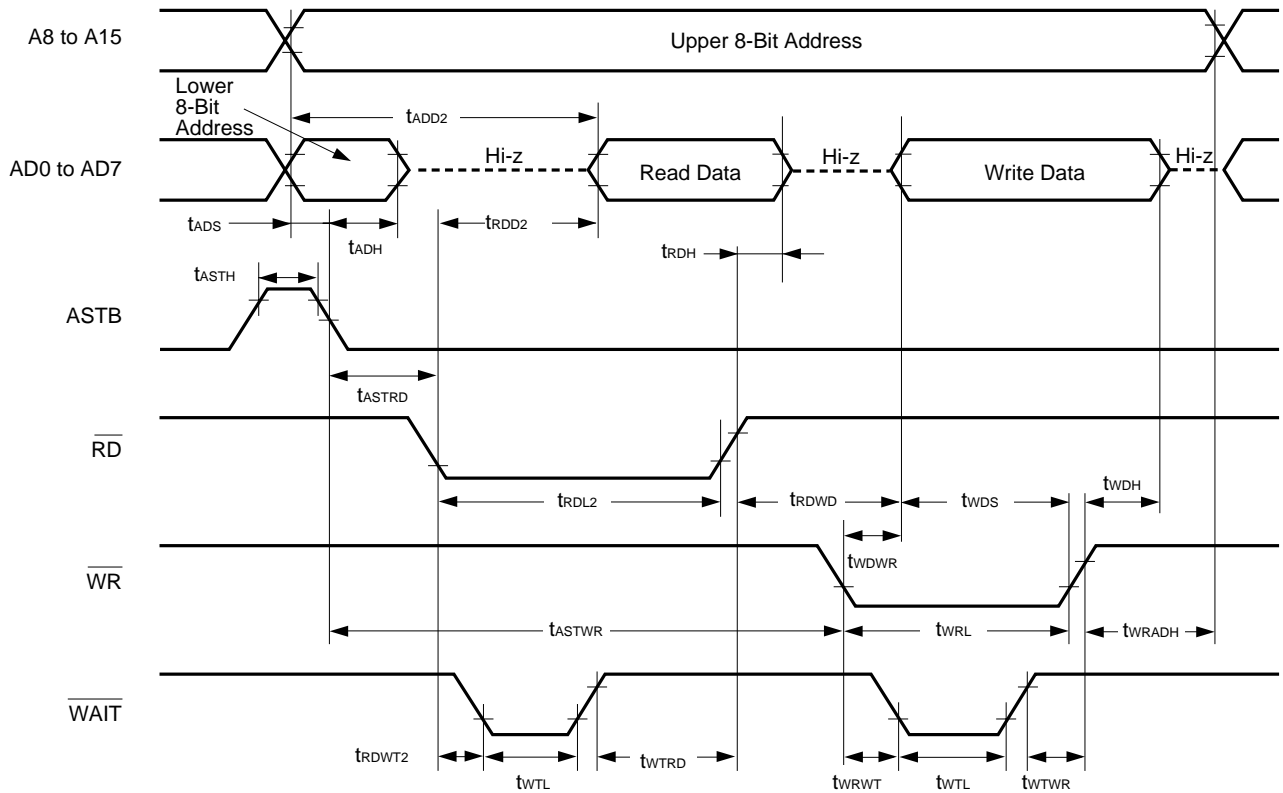 A8 to A15
Upper 8-Bit Address
Lower
8-Bit
Address
tADD2
AD0 to AD7
Hi-z
Read Data
Hi-z
Write Data
Hi-z
tADS
tADH
tRDD2
tRDH
tASTH
ASTB
tASTRD
RD
tRDL2
tRDWD
tWDS
tWDH
tWDWR
WR
tASTWR
tWRL
tWRADH
WAIT
tRDWT2
tWTL
tWTRD
tWRWT
tWTL
tWTWR